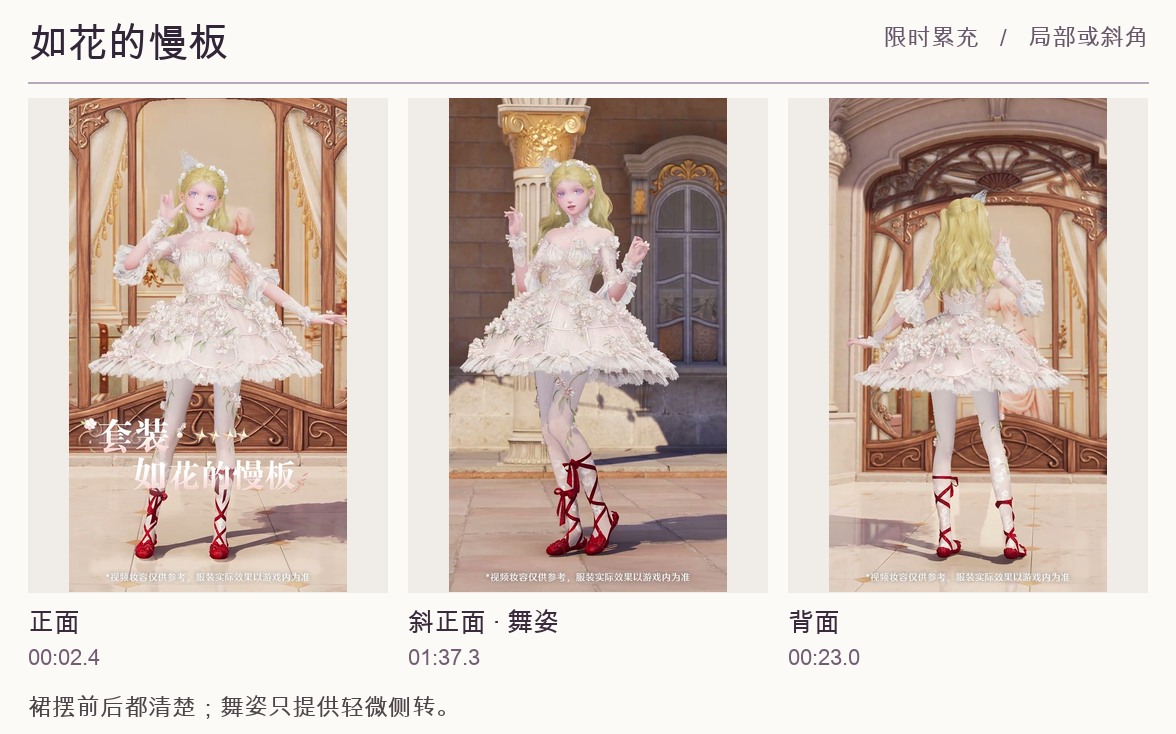 如花的慢板
限时累充 / 局部或斜角
*套装·
如花的慢板
*视频妆容仅供参考，服装实际效果以游戏内为准
*视频妆容仅供参考，服装实际效果以游戏内为准
*视频妆容仅供参考，服装实际效果以游戏内为准
正面
斜正面 · 舞姿
背面
00:02.4
01:37.3
00:23.0
裙摆前后都清楚；舞姿只提供轻微侧转。